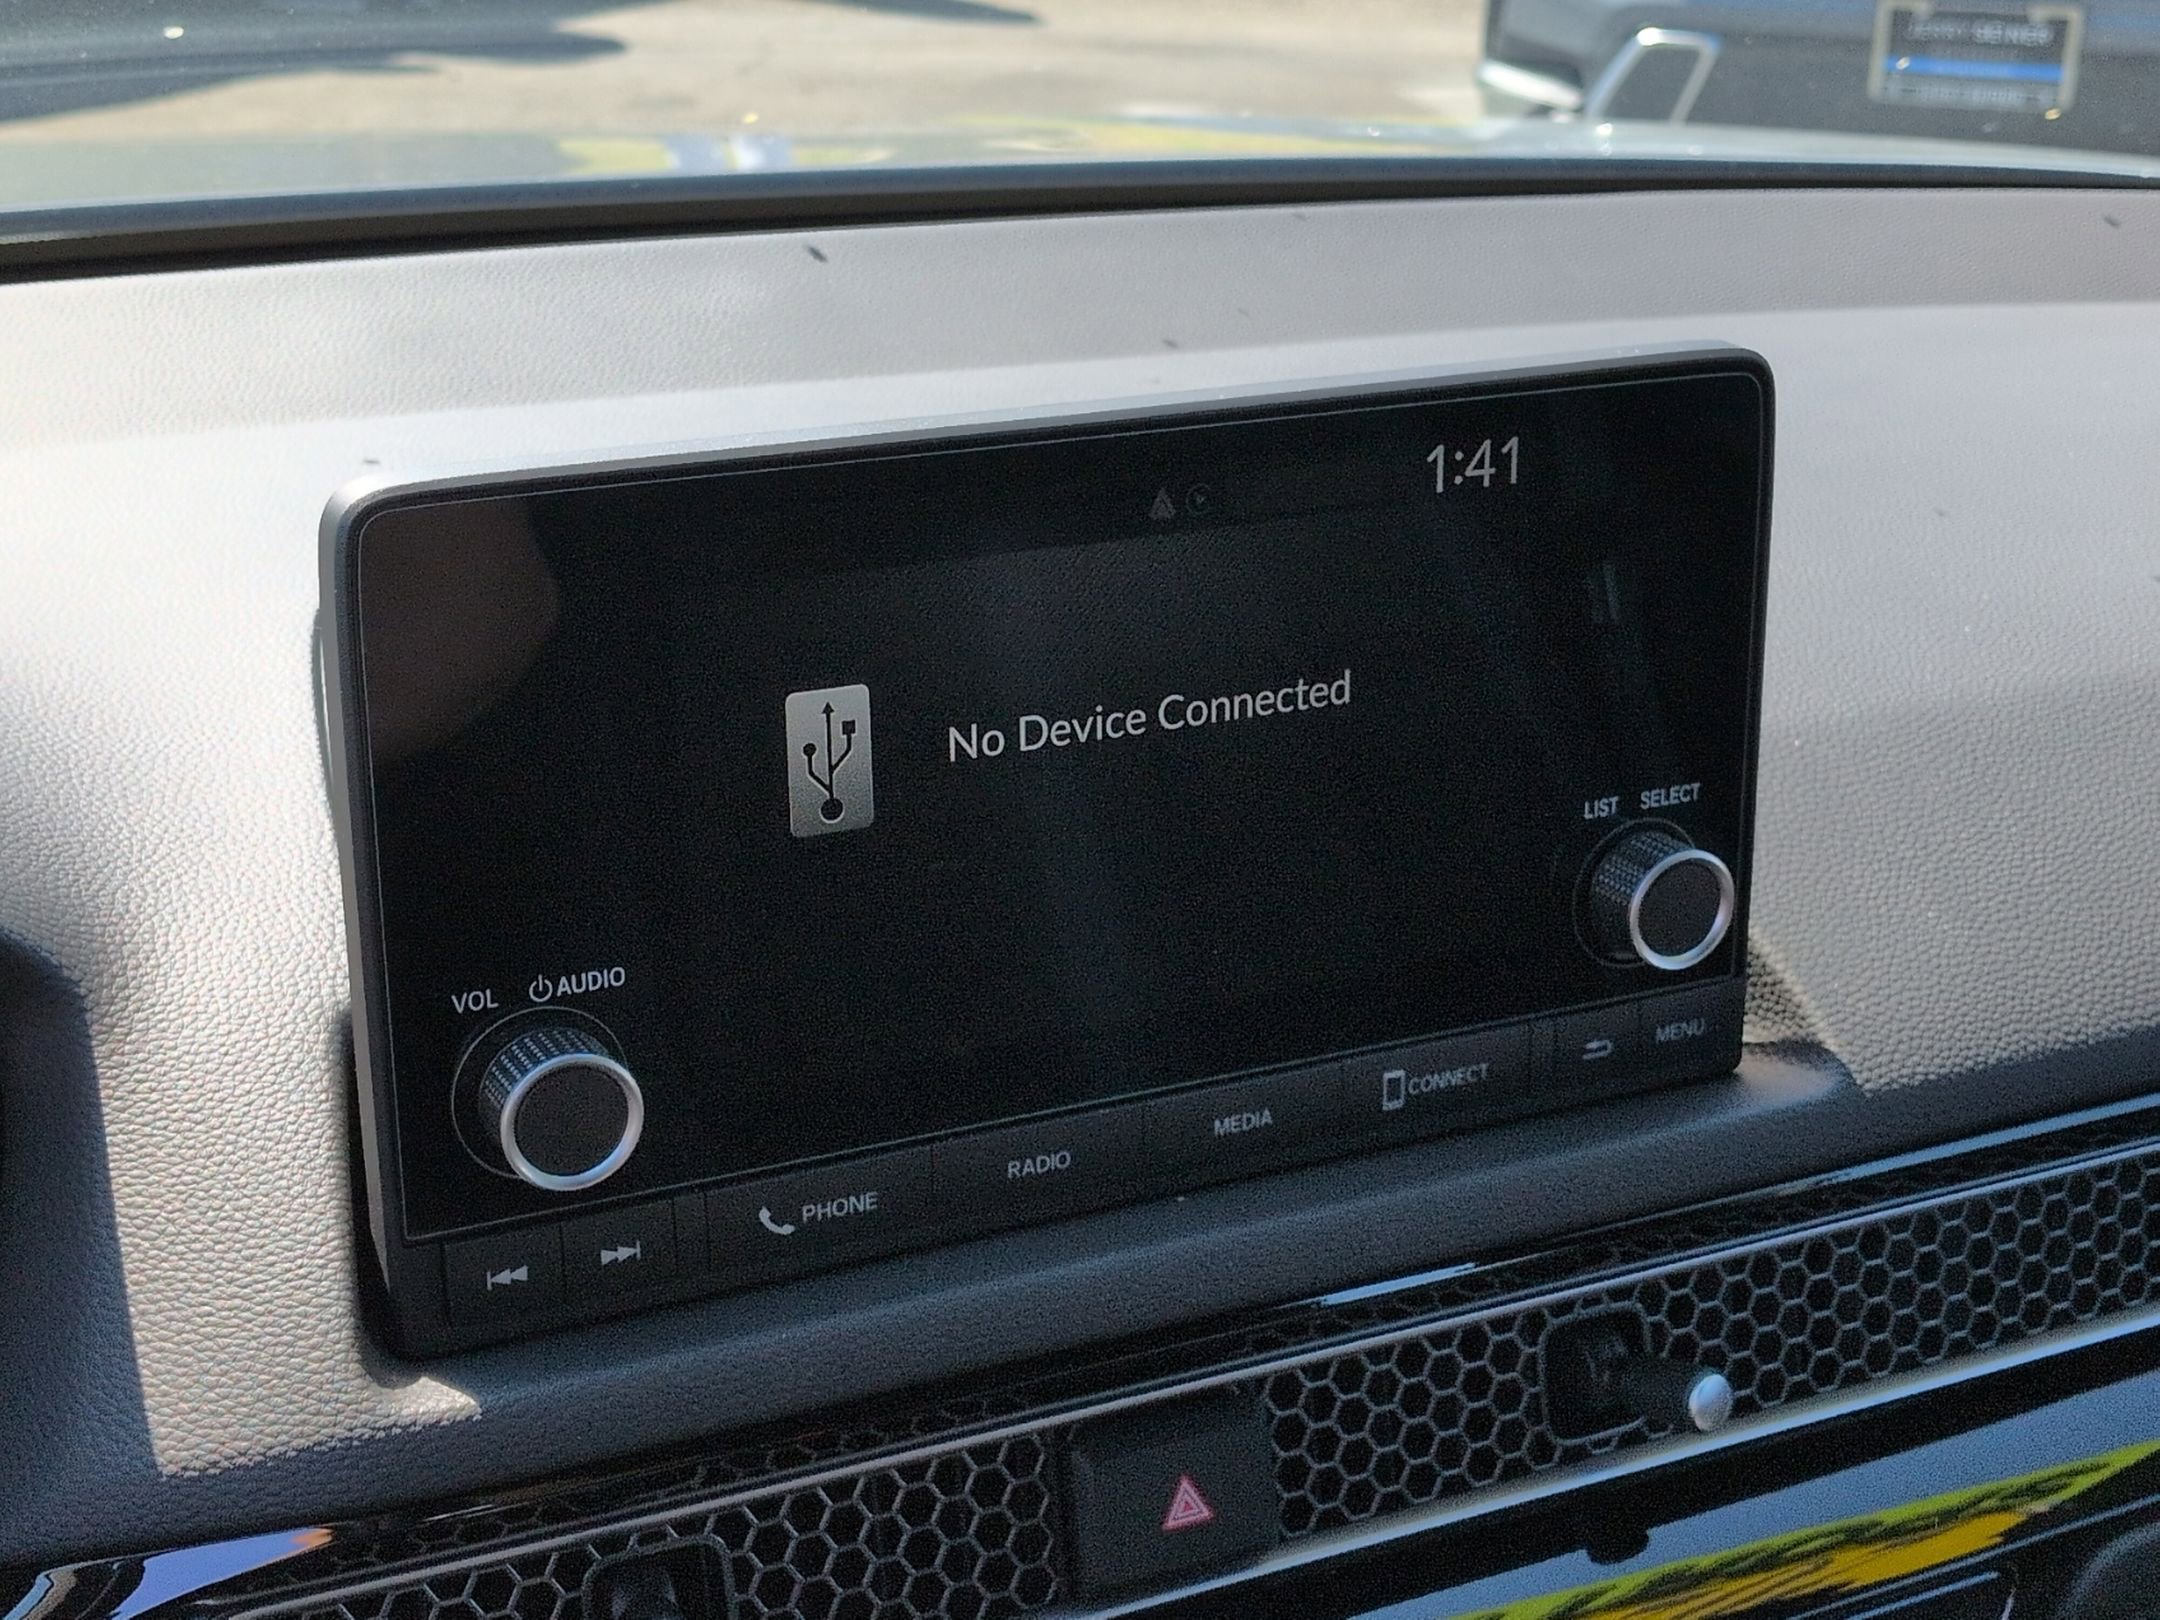 1:41
No Device Connected
LIST SELECT
VOL AUDIO
MENU
CONNECT
MEDIA
RADIO
PHONE